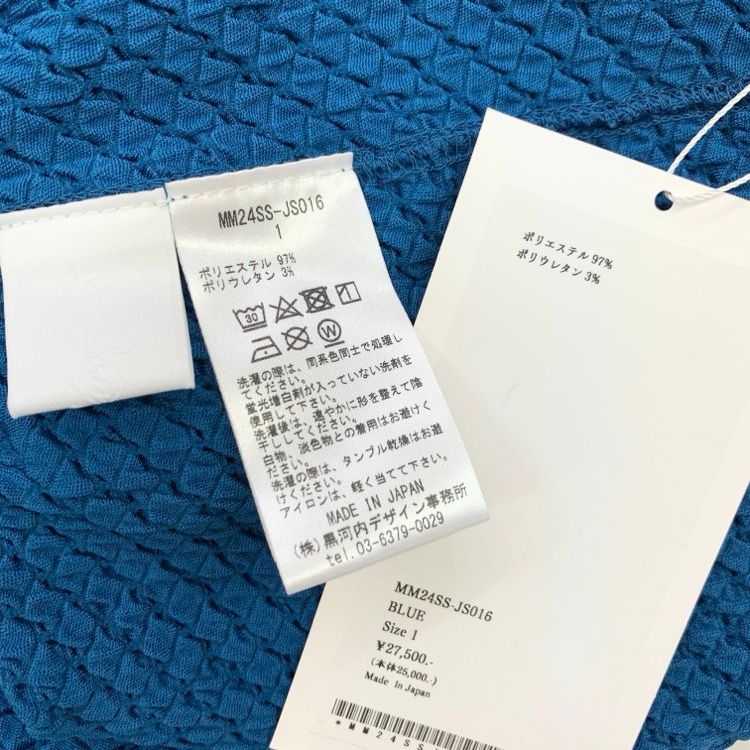 MM24SS-JS016
1
ポリエステル 97%
ポリウレタン 3%
30
W
洗濯の際は、同系色同士で処理し
てください。
蛍光増白剤が入っていない洗剤を
使用して下さい。
洗濯後は、速やかに形を整えて陰
干ししてください。
白物、淡色物との着用はお避けく
ださい。
洗濯の際は、タンブル乾燥はお避
けください。
アイロンは、軽く当てて下さい。
MADE IN JAPAN
(株)黒河内デザイン事務所
tel.03-6379-0029
ポリエステル 97%
ポリウレタン 3%
MM24SS-JS016
BLUE
Size 1
¥27,500.-
(本体25,000.-)
Made in Japan
*MM24SS-